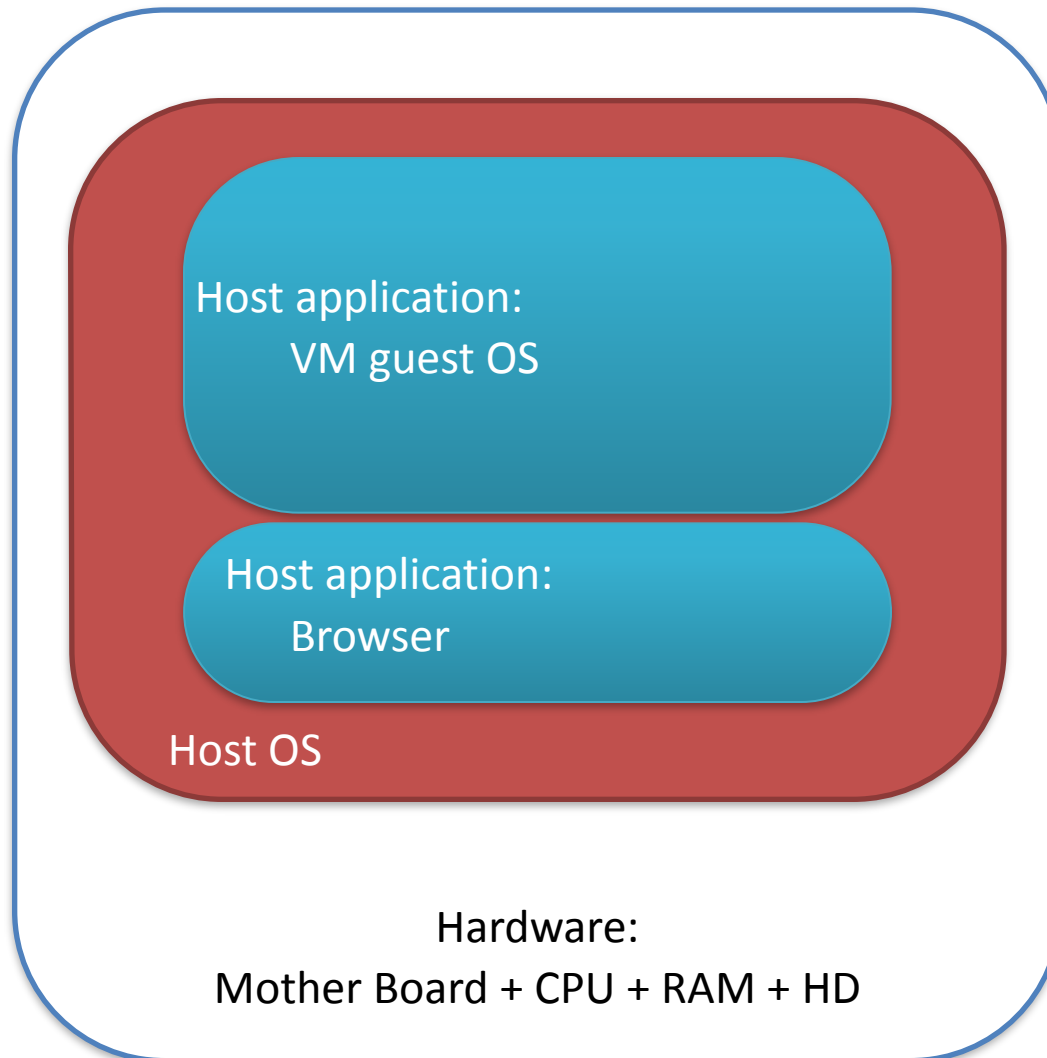 Host application:
VM guest OS
Host application:
Browser
Host OS
Hardware:
Mother Board + CPU + RAM + HD